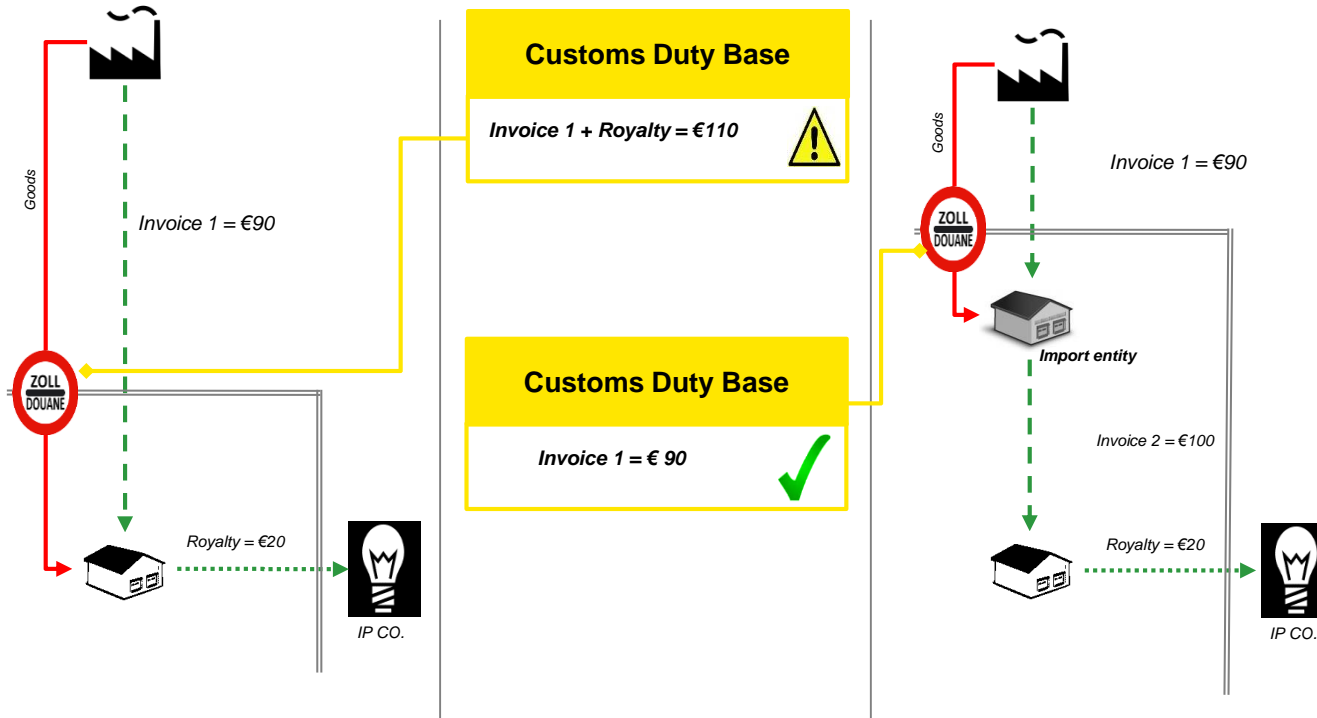 Goods
Invoice 1 = €90
ZOLL
DOUANE
Royalty = €20
IP CO.
Customs Duty Base
Invoice 1 + Royalty = €110
Customs Duty Base
Invoice 1 = € 90
Goods
Invoice 1 = €90
ZOLL
DOUANE
Import entity
Invoice 2 = €100
Royalty = €20
IP CO.